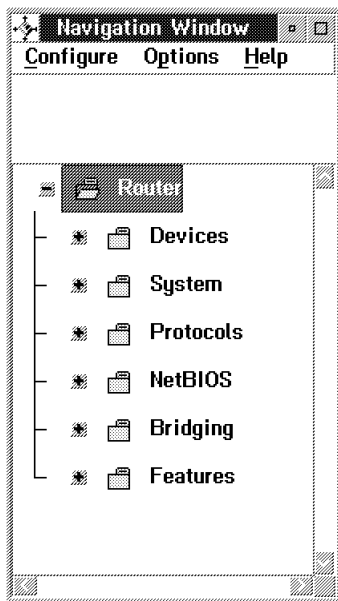 Navigation Window
Configure Options Help
Router
Devices
System
Protocols
NetBIOS
Bridging
Features